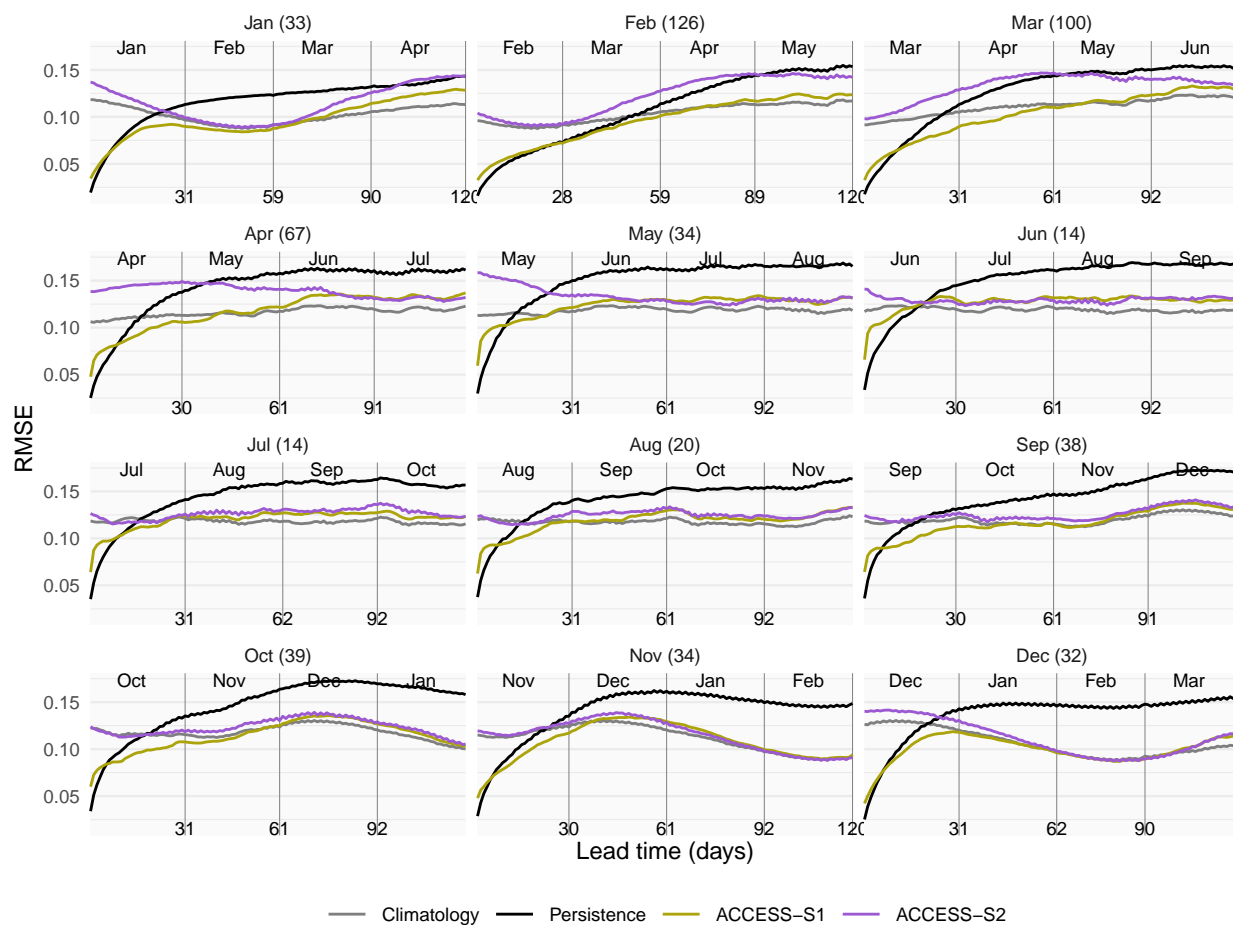 Jan (33) Feb (126) Mar (100)
Jan Feb Mar Apr Feb Mar Apr May Mar Apr May Jun
0.15
0.10
0.05
31 59 90 120 28 59 89 120 31 61 92
Apr (67) May (34) Jun (14)
Apr May Jun Jul May Jun Jul Aug Jun Jul Aug Sep
0.15
0.10
0.05
30 61 91 31 61 92 30 61 92
Jul (14) Aug (20) Sep (38)
Jul Aug Sep Oct Aug Sep Oct Nov Sep Oct Nov Dec
0.15
0.10
0.05
31 62 92 31 61 92 30 61 91
Oct (39) Nov (34) Dec (32)
Oct Nov Dec Jan Nov Dec Jan Feb Dec Jan Feb Mar
0.15
0.10
0.05
31 61 92 30 61 92 120 31 62 90
RMSE
Lead time (days)
Climatology Persistence ACCESS−S1 ACCESS−S2